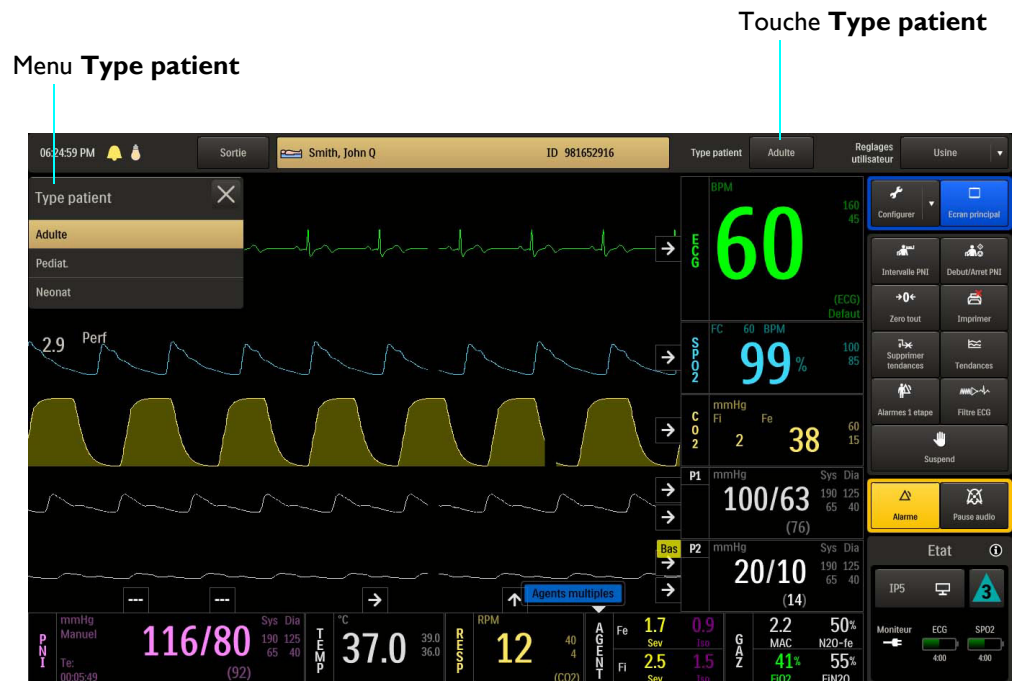 Touche Type patient
Menu Type patient
06:24:59 PM
Sortie
Smith, John Q
ID 981652916
Type patient
Adulte
Reglages utilisateur
Usine
Type patient
Adulte
Pediat.
Neonat
ECG
BPM
60
160
45
(ECG)
Defaut
2.9 Perf
SPO2
FC 60 BPM
99 %
100
85
CO2
mmHg
Fi Fe
2 38
60
15
P1 mmHg Sys Dia
100/63
190 125
65 40
(76)
Bas
P2 mmHg Sys Dia
20/10
190 125
65 40
(14)
---
---
Agents multiples
PNI
mmHg Sys Dia
Manuel
116/80
190 125
65 40
Te:
00:05:49
(92)
TEMP
°C
37.0
39.0
36.0
RESP
RPM
12
40
4
(CO2)
AGENT
Fe 1.7 0.9
Sev Iso
Fi 2.5 1.5
Sev Iso
GAZ
2.2 50%
MAC N2O-fe
41% 55%
FiO2 FiN2O
Configurer
Ecran principal
Intervalle PNI
Debut/Arret PNI
→0←
Zero tout
Imprimer
Supprimer tendances
Tendances
Alarmes 1 etape
Filtre ECG
Suspend
Alarme
Pause audio
Etat
IP5
3
Moniteur ECG SPO2
4:00 4:00